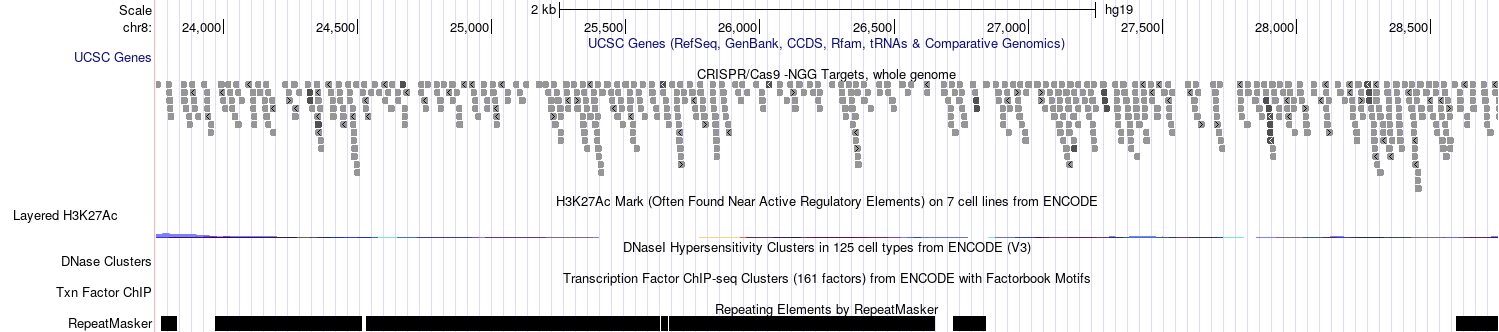 Scale 2 kb hg19
chr8: 24,000 24,500 25,000 25,500 26,000 26,500 27,000 27,500 28,000 28,500
UCSC Genes (RefSeq, GenBank, CCDS, Rfam, tRNAs & Comparative Genomics)
UCSC Genes
CRISPR/Cas9 -NGG Targets, whole genome
H3K27Ac Mark (Often Found Near Active Regulatory Elements) on 7 cell lines from ENCODE
Layered H3K27Ac
DNaseI Hypersensitivity Clusters in 125 cell types from ENCODE (V3)
DNase Clusters
Transcription Factor ChIP-seq Clusters (161 factors) from ENCODE with Factorbook Motifs
Txn Factor ChIP
Repeating Elements by RepeatMasker
RepeatMasker